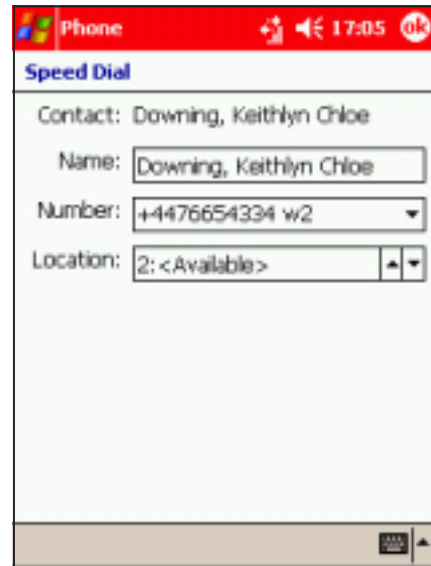 Phone 17:05 ok
Speed Dial
Contact: Downing, Keithlyn Chloe
Name: Downing, Keithlyn Chloe
Number: +4476654334 w2
Location: 2:<Available>